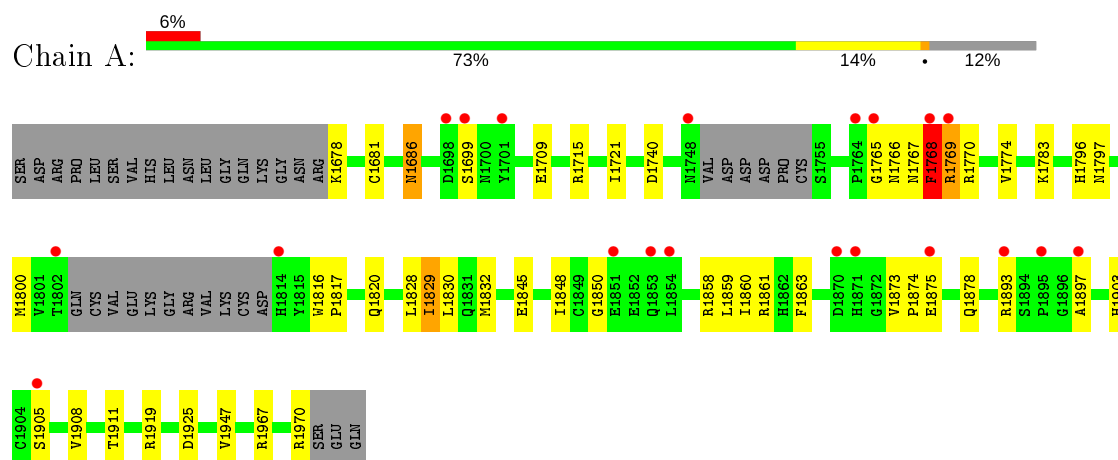 6%
Chain A:
73% 14% • 12%
SER ASP ARG PRO LEU SER VAL HIS LEU ASN LEU GLY GLN LYS GLY ASN ARG K1678 C1681 N1686 D1698 S1699 N1700 Y1701 E1709 R1715 I1721 D1740 N1748 VAL ASP ASP ASP PRO CYS S1755 P1764 G1765 N1766 N1767 F1768 R1769 R1770 V1774 K1783 H1796 N1797
M1800 V1801 T1802 GLN CYS VAL GLU LYS GLY ARG VAL LYS CYS ASP H1814 Y1815 W1816 P1817 Q1820 L1828 I1829 L1830 Q1831 M1832 E1845 I1848 C1849 G1850 E1851 E1852 Q1853 L1854 R1858 L1859 I1860 R1861 H1862 F1863 D1870 H1871 G1872 V1873 P1874 E1875 Q1878 R1893 S1894 P1895 G1896 A1897 H1903
C1904 S1905 V1908 T1911 R1919 D1925 V1947 R1967 R1970 SER GLU GLN